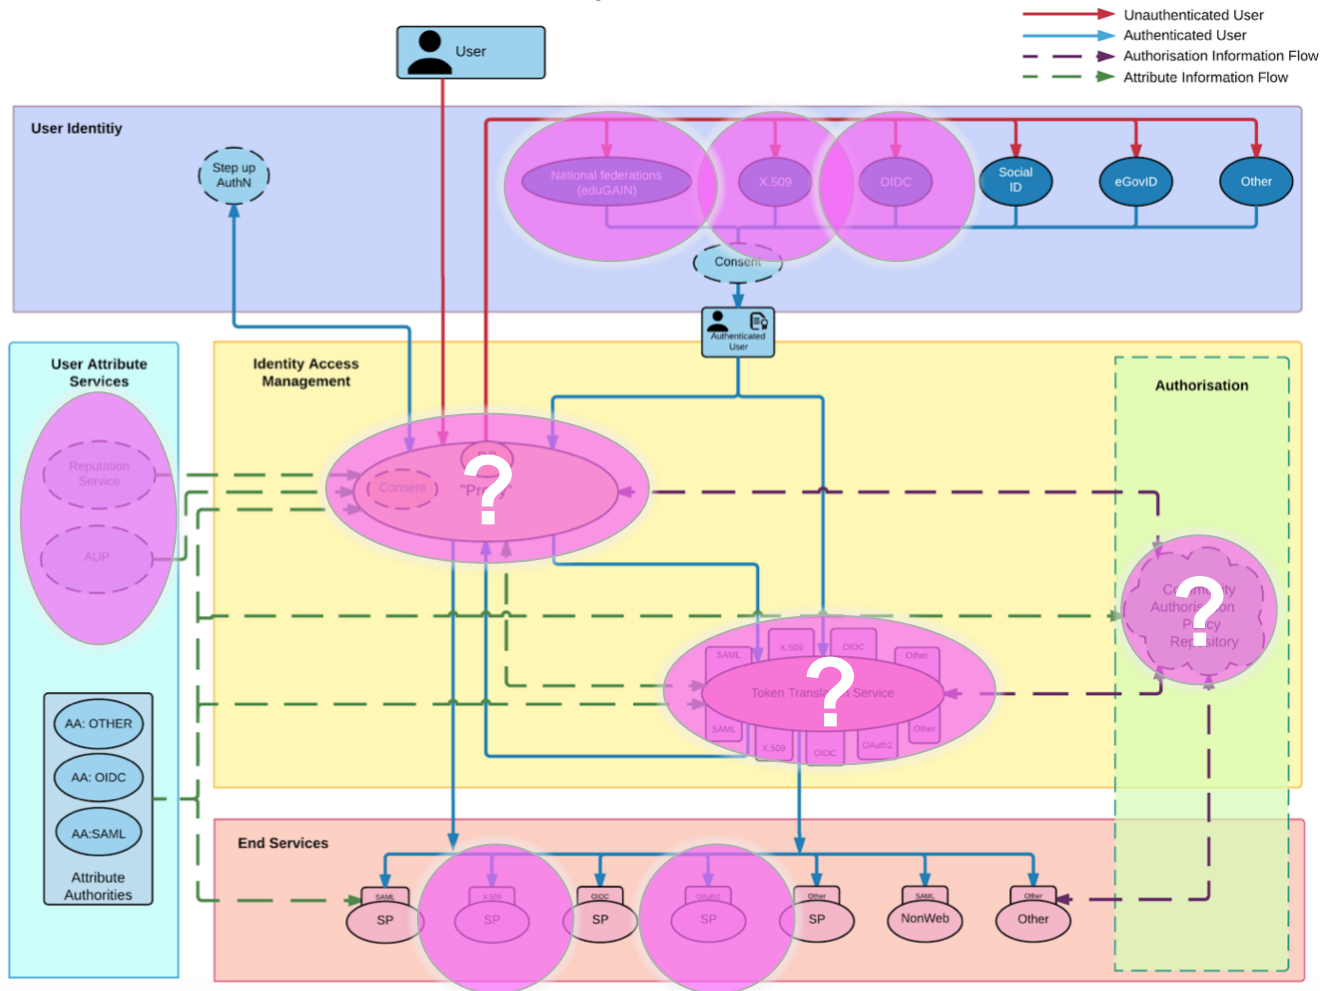 Unauthenticated User
Authenticated User
Authorisation Information Flow
Attribute Information Flow
User
User Identitiy
Step up
AuthN
National federations
(eduGAIN)
X.509
OIDC
Social
ID
eGovID
Other
Consent
Authenticated
User
User Attribute
Services
Identity Access
Management
Authorisation
Reputation
Service
AUP
Consent
?
?
Policy
Repository
SAML
X.509
OIDC
Other
Token
?
Service
SAML
X.509
OIDC
OAuth2
Other
AA: OTHER
AA: OIDC
AA:SAML
Attribute
Authorities
End Services
SAML
SP
X.509
SP
OIDC
SP
OAuth2
SP
Other
SP
SAML
NonWeb
Other
Other